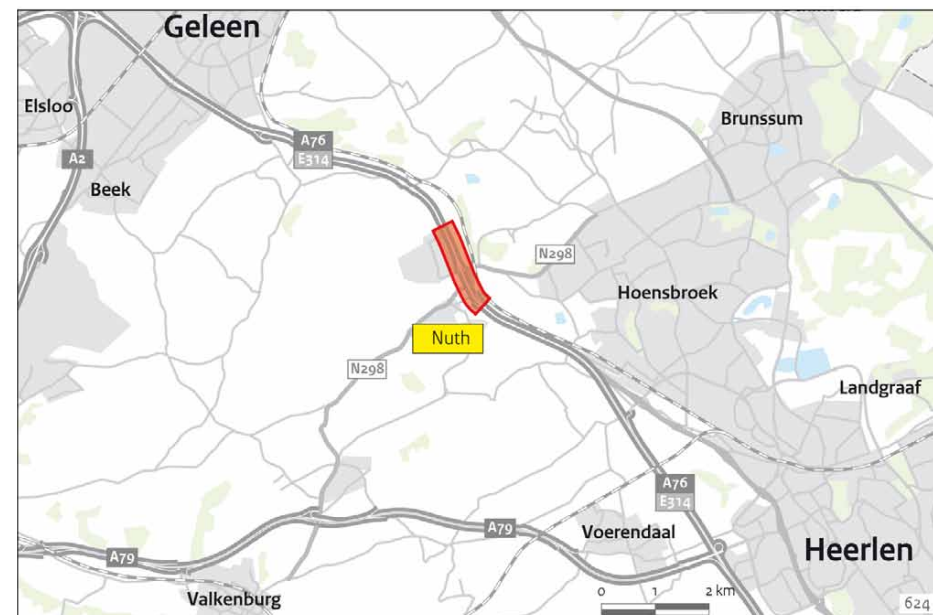 Geleen
Elsloo
A76
E314
Brunssum
A2
Beek
N298
Hoensbroek
Nuth
N298
Landgraaf
A76
E314
A79
Voerendaal
A79
Heerlen
Valkenburg
0 1 2 km
624